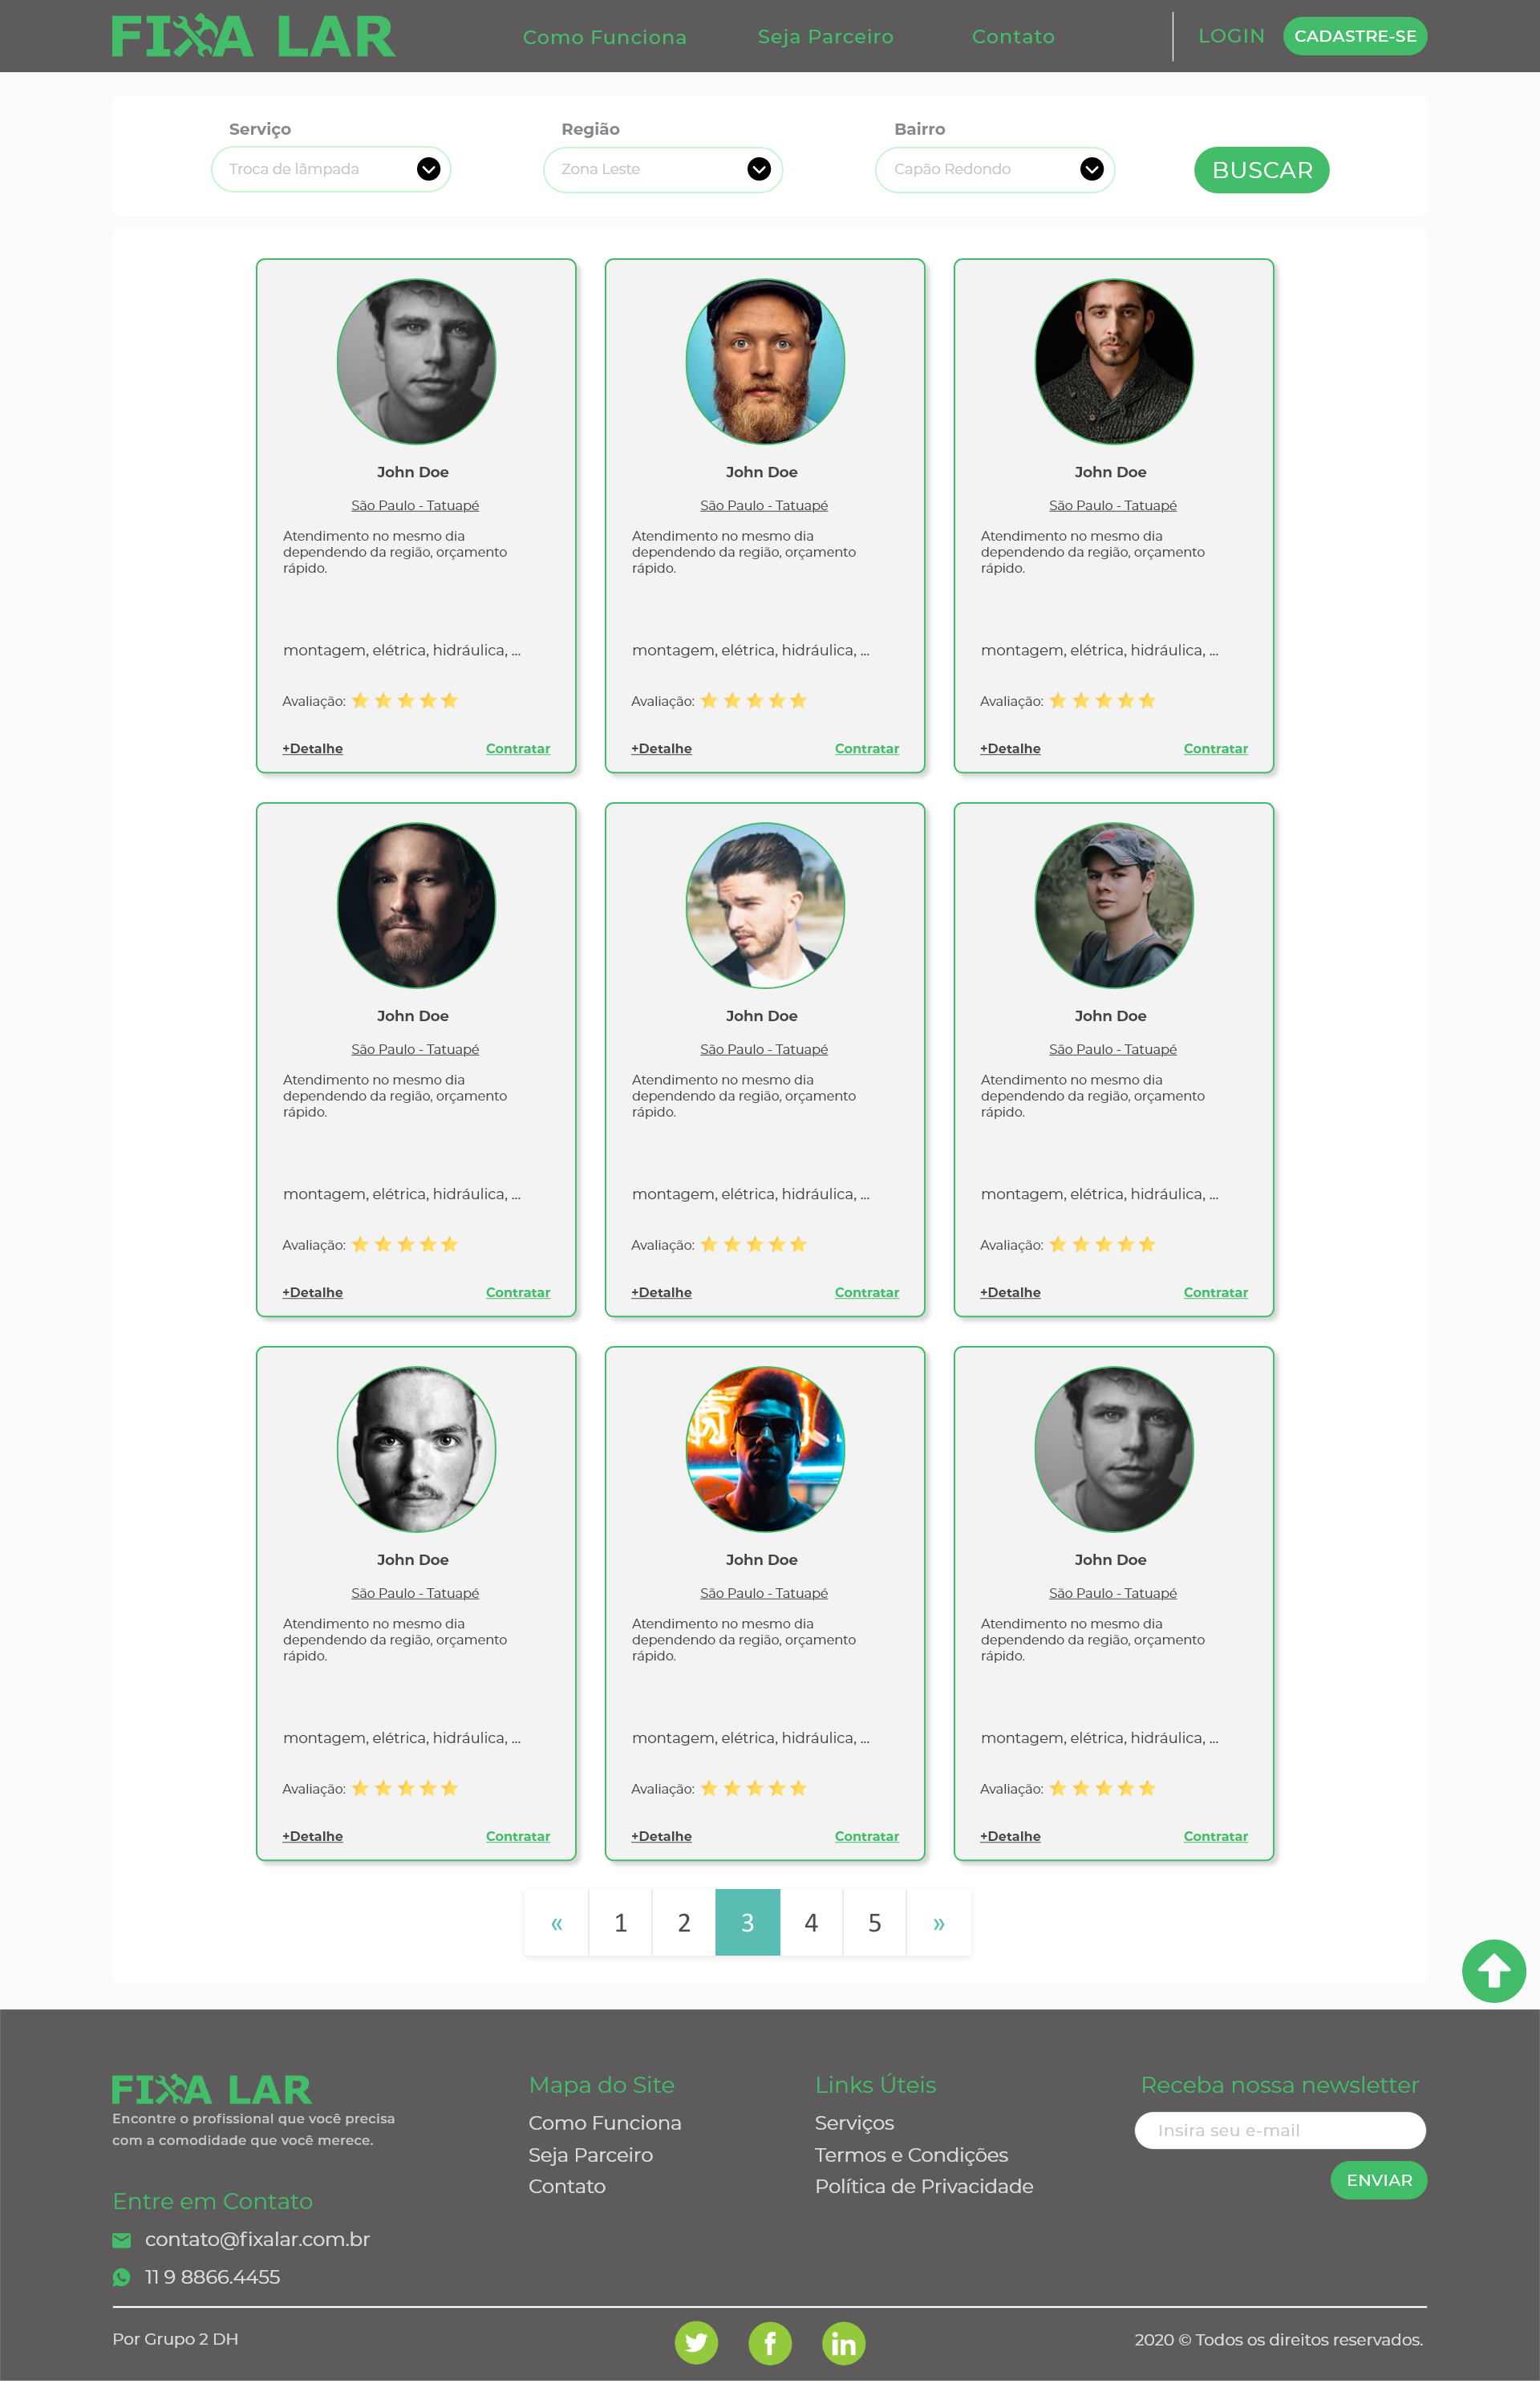 FIXA LAR
Como Funciona
Seja Parceiro
Contato
LOGIN
CADASTRE-SE
Serviço
Região
Bairro
Troca de lâmpada
Zona Leste
Capão Redondo
BUSCAR
John Doe
São Paulo - Tatuapé
Atendimento no mesmo dia
dependendo da região, orçamento
rápido.
montagem, elétrica, hidráulica, ...
Avaliação:
+Detalhe
Contratar
John Doe
São Paulo - Tatuapé
Atendimento no mesmo dia
dependendo da região, orçamento
rápido.
montagem, elétrica, hidráulica, ...
Avaliação:
+Detalhe
Contratar
John Doe
São Paulo - Tatuapé
Atendimento no mesmo dia
dependendo da região, orçamento
rápido.
montagem, elétrica, hidráulica, ...
Avaliação:
+Detalhe
Contratar
John Doe
São Paulo - Tatuapé
Atendimento no mesmo dia
dependendo da região, orçamento
rápido.
montagem, elétrica, hidráulica, ...
Avaliação:
+Detalhe
Contratar
John Doe
São Paulo - Tatuapé
Atendimento no mesmo dia
dependendo da região, orçamento
rápido.
montagem, elétrica, hidráulica, ...
Avaliação:
+Detalhe
Contratar
John Doe
São Paulo - Tatuapé
Atendimento no mesmo dia
dependendo da região, orçamento
rápido.
montagem, elétrica, hidráulica, ...
Avaliação:
+Detalhe
Contratar
John Doe
São Paulo - Tatuapé
Atendimento no mesmo dia
dependendo da região, orçamento
rápido.
montagem, elétrica, hidráulica, ...
Avaliação:
+Detalhe
Contratar
John Doe
São Paulo - Tatuapé
Atendimento no mesmo dia
dependendo da região, orçamento
rápido.
montagem, elétrica, hidráulica, ...
Avaliação:
+Detalhe
Contratar
John Doe
São Paulo - Tatuapé
Atendimento no mesmo dia
dependendo da região, orçamento
rápido.
montagem, elétrica, hidráulica, ...
Avaliação:
+Detalhe
Contratar
« 1 2 3 4 5 »
FIXA LAR
Encontre o profissional que você precisa
com a comodidade que você merece.
Entre em Contato
contato@fixalar.com.br
11 9 8866.4455
Mapa do Site
Como Funciona
Seja Parceiro
Contato
Links Úteis
Serviços
Termos e Condições
Política de Privacidade
Receba nossa newsletter
Insira seu e-mail
ENVIAR
Por Grupo 2 DH
2020 © Todos os direitos reservados.